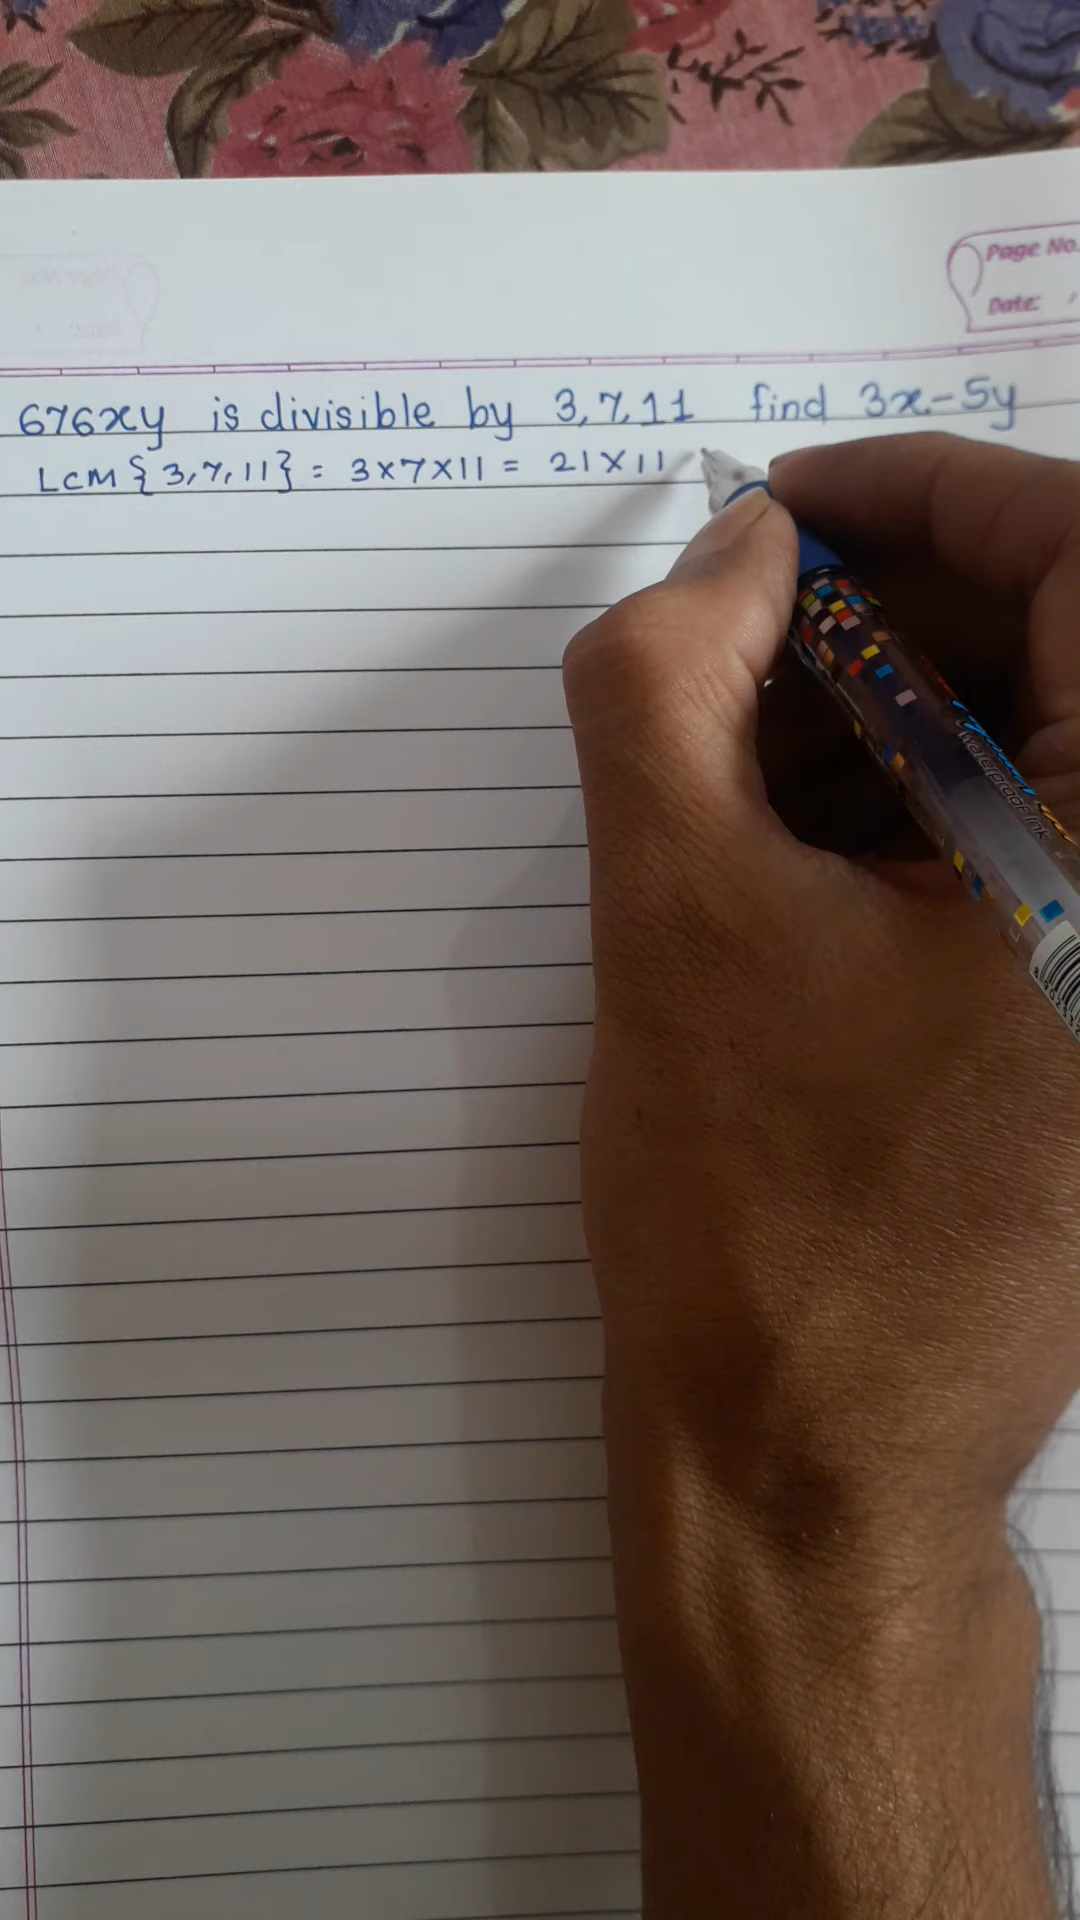 Page No.
Date:
676xy is divisible by 3,7,11 find 3x-5y
LCM {3,7,11} = 3×7×11 = 21×11
waterproof ink